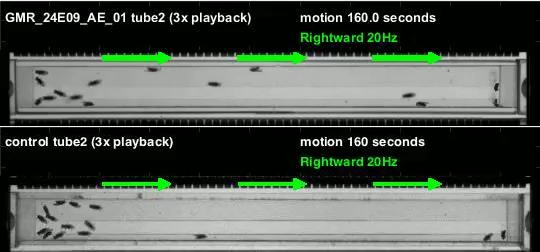 GMR_24E09_AE_01 tube2 (3x playback)
motion 160.0 seconds
Rightward 20Hz
control tube2 (3x playback)
motion 160 seconds
Rightward 20Hz